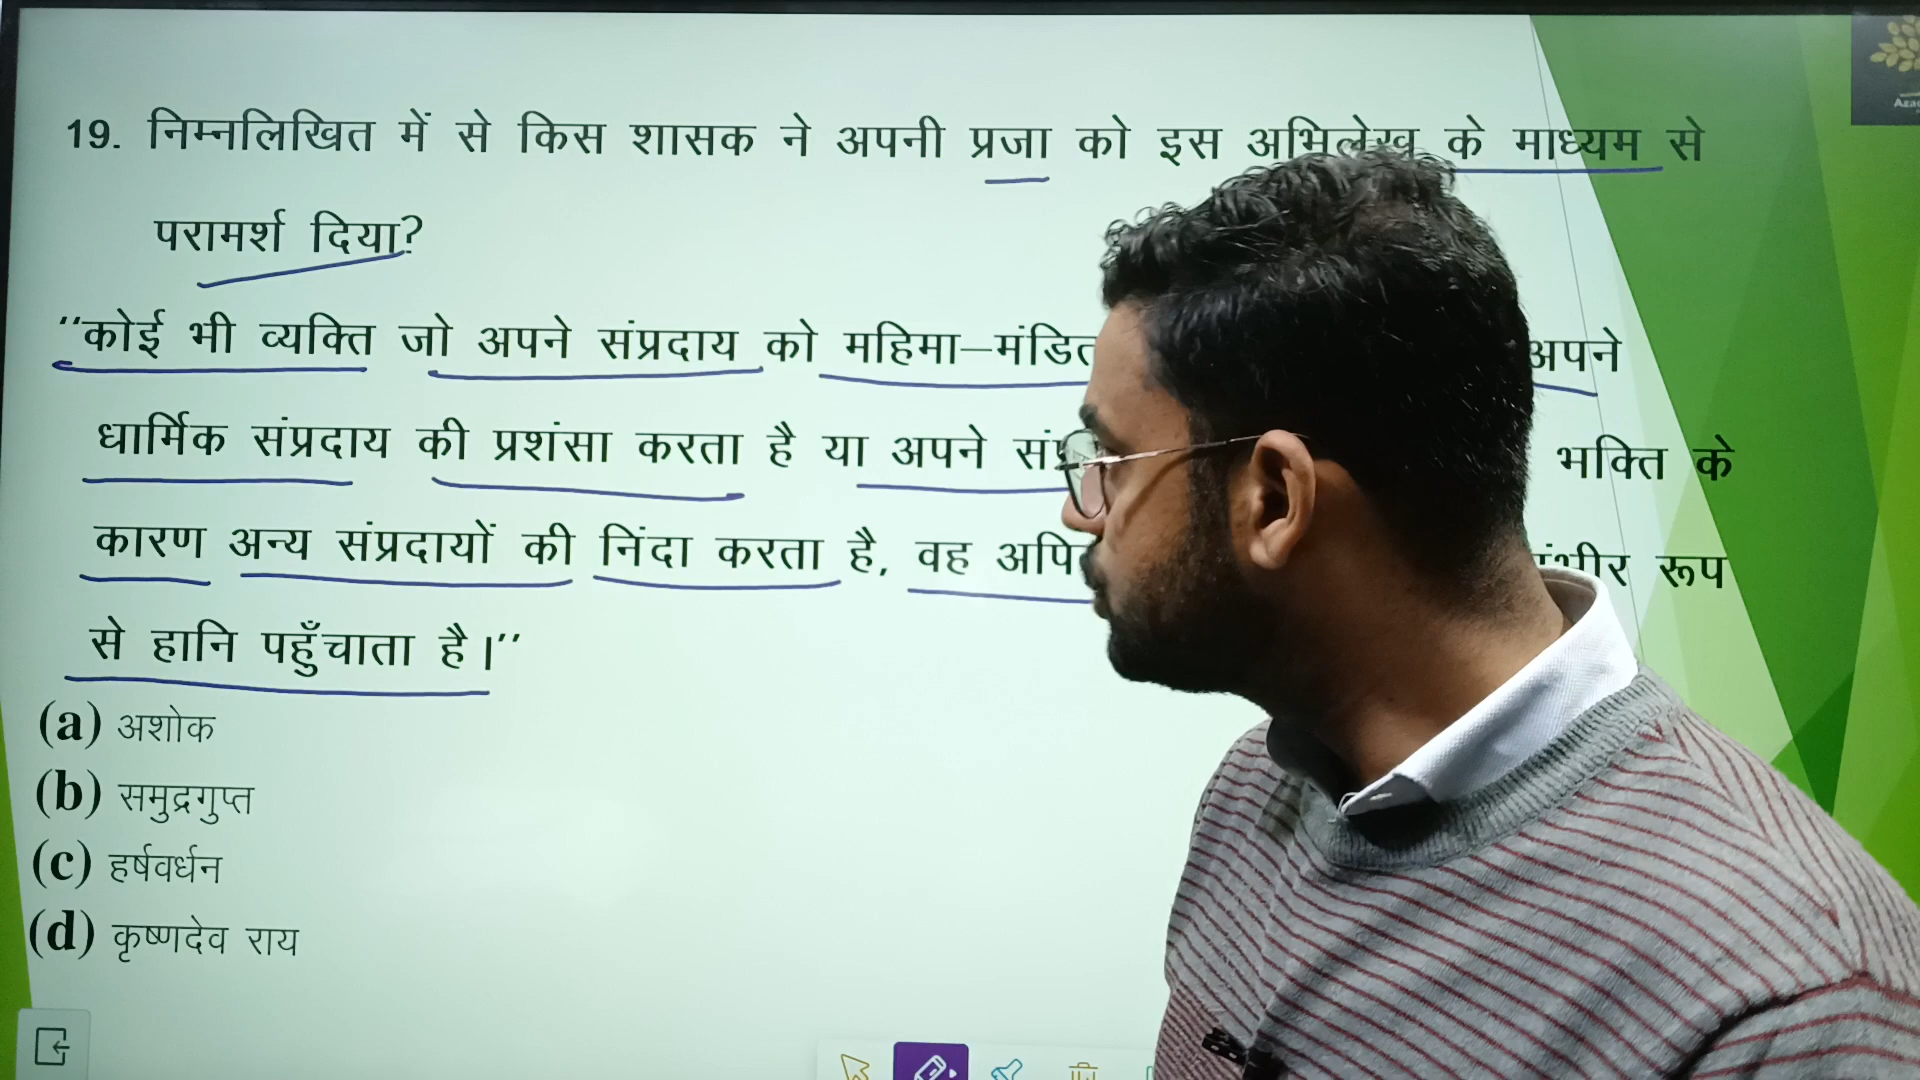 19. निम्नलिखित में से किस शासक ने अपनी प्रजा को इस अभिलेख के माध्यम से
परामर्श दिया?
''कोई भी व्यक्ति जो अपने संप्रदाय को महिमा–मंडित अपने
धार्मिक संप्रदाय की प्रशंसा करता है या अपने भक्ति के
कारण अन्य संप्रदायों की निंदा करता है, वह रूप
से हानि पहुँचाता है।''
(a) अशोक
(b) समुद्रगुप्त
(c) हर्षवर्धन
(d) कृष्णदेव राय